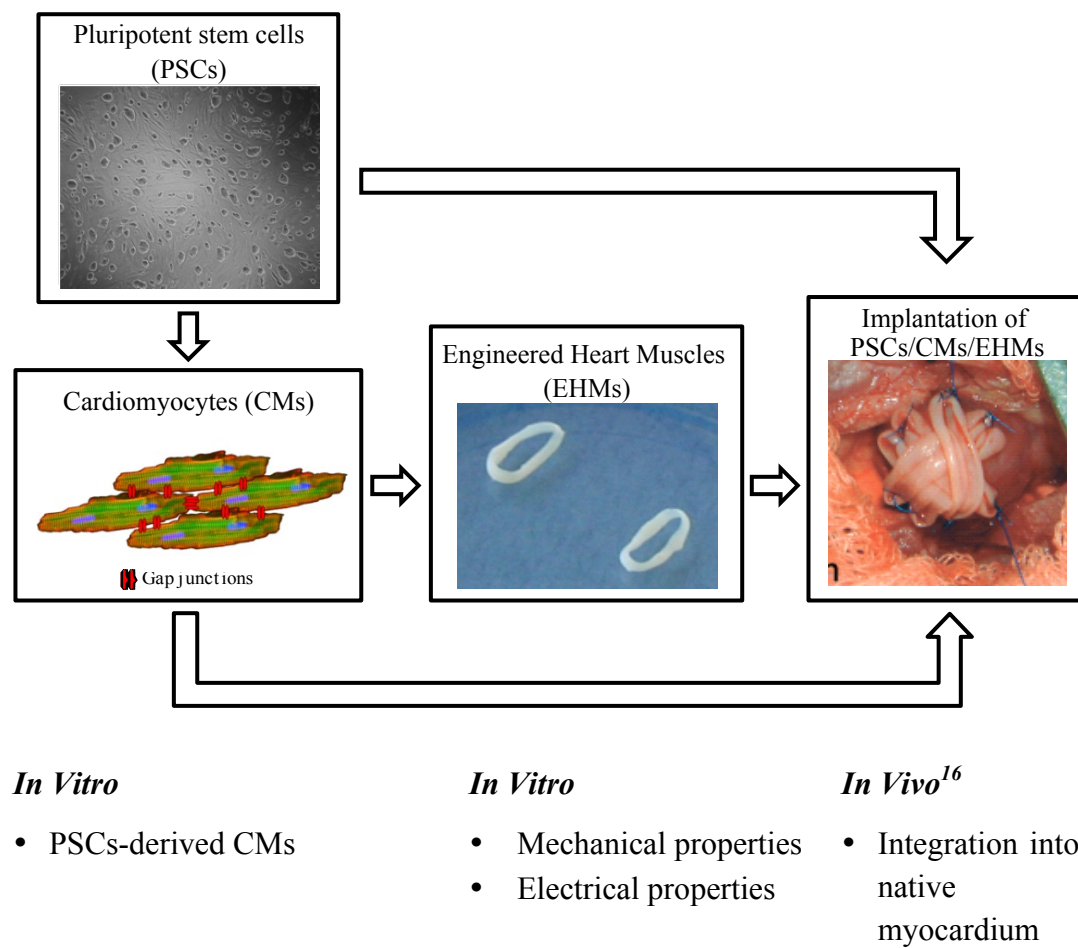 Pluripotent stem cells
(PSCs)
Implantation of
PSCs/CMs/EHMs
Engineered Heart Muscles
(EHMs)
Cardiomyocytes (CMs)
Gap junctions
In Vitro
• PSCs-derived CMs
In Vitro
• Mechanical properties
• Electrical properties
In Vivo16
• Integration into
native
myocardium